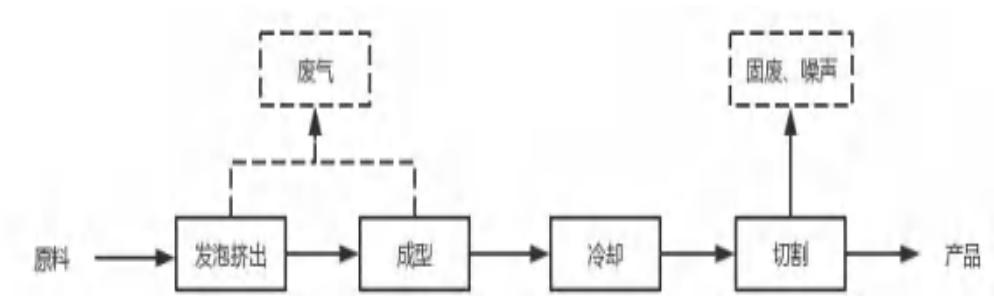 废气
固废、噪声
原料
发泡挤出
成型
冷却
切割
产品